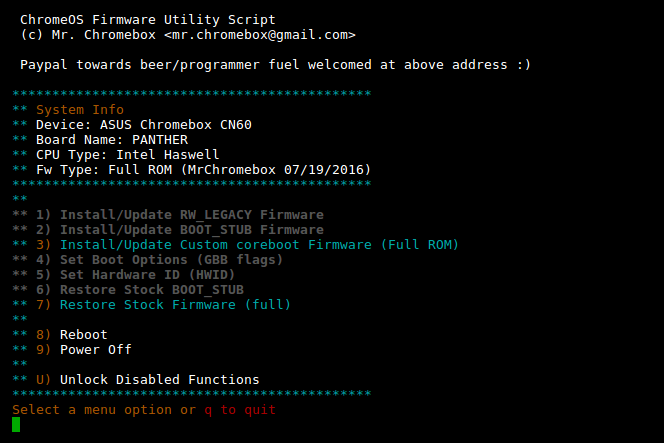 ChromeOS Firmware Utility Script
(c) Mr. Chromebox <mr.chromebox@gmail.com>
Paypal towards beer/programmer fuel welcomed at above address :)
*********************************************
** System Info
** Device: ASUS Chromebox CN60
** Board Name: PANTHER
** CPU Type: Intel Haswell
** Fw Type: Full ROM (MrChromebox 07/19/2016)
*********************************************
**
** 1) Install/Update RW_LEGACY Firmware
** 2) Install/Update BOOT_STUB Firmware
** 3) Install/Update Custom coreboot Firmware (Full ROM)
** 4) Set Boot Options (GBB flags)
** 5) Set Hardware ID (HWID)
** 6) Restore Stock BOOT_STUB
** 7) Restore Stock Firmware (full)
**
** 8) Reboot
** 9) Power Off
**
** U) Unlock Disabled Functions
*********************************************
Select a menu option or q to quit